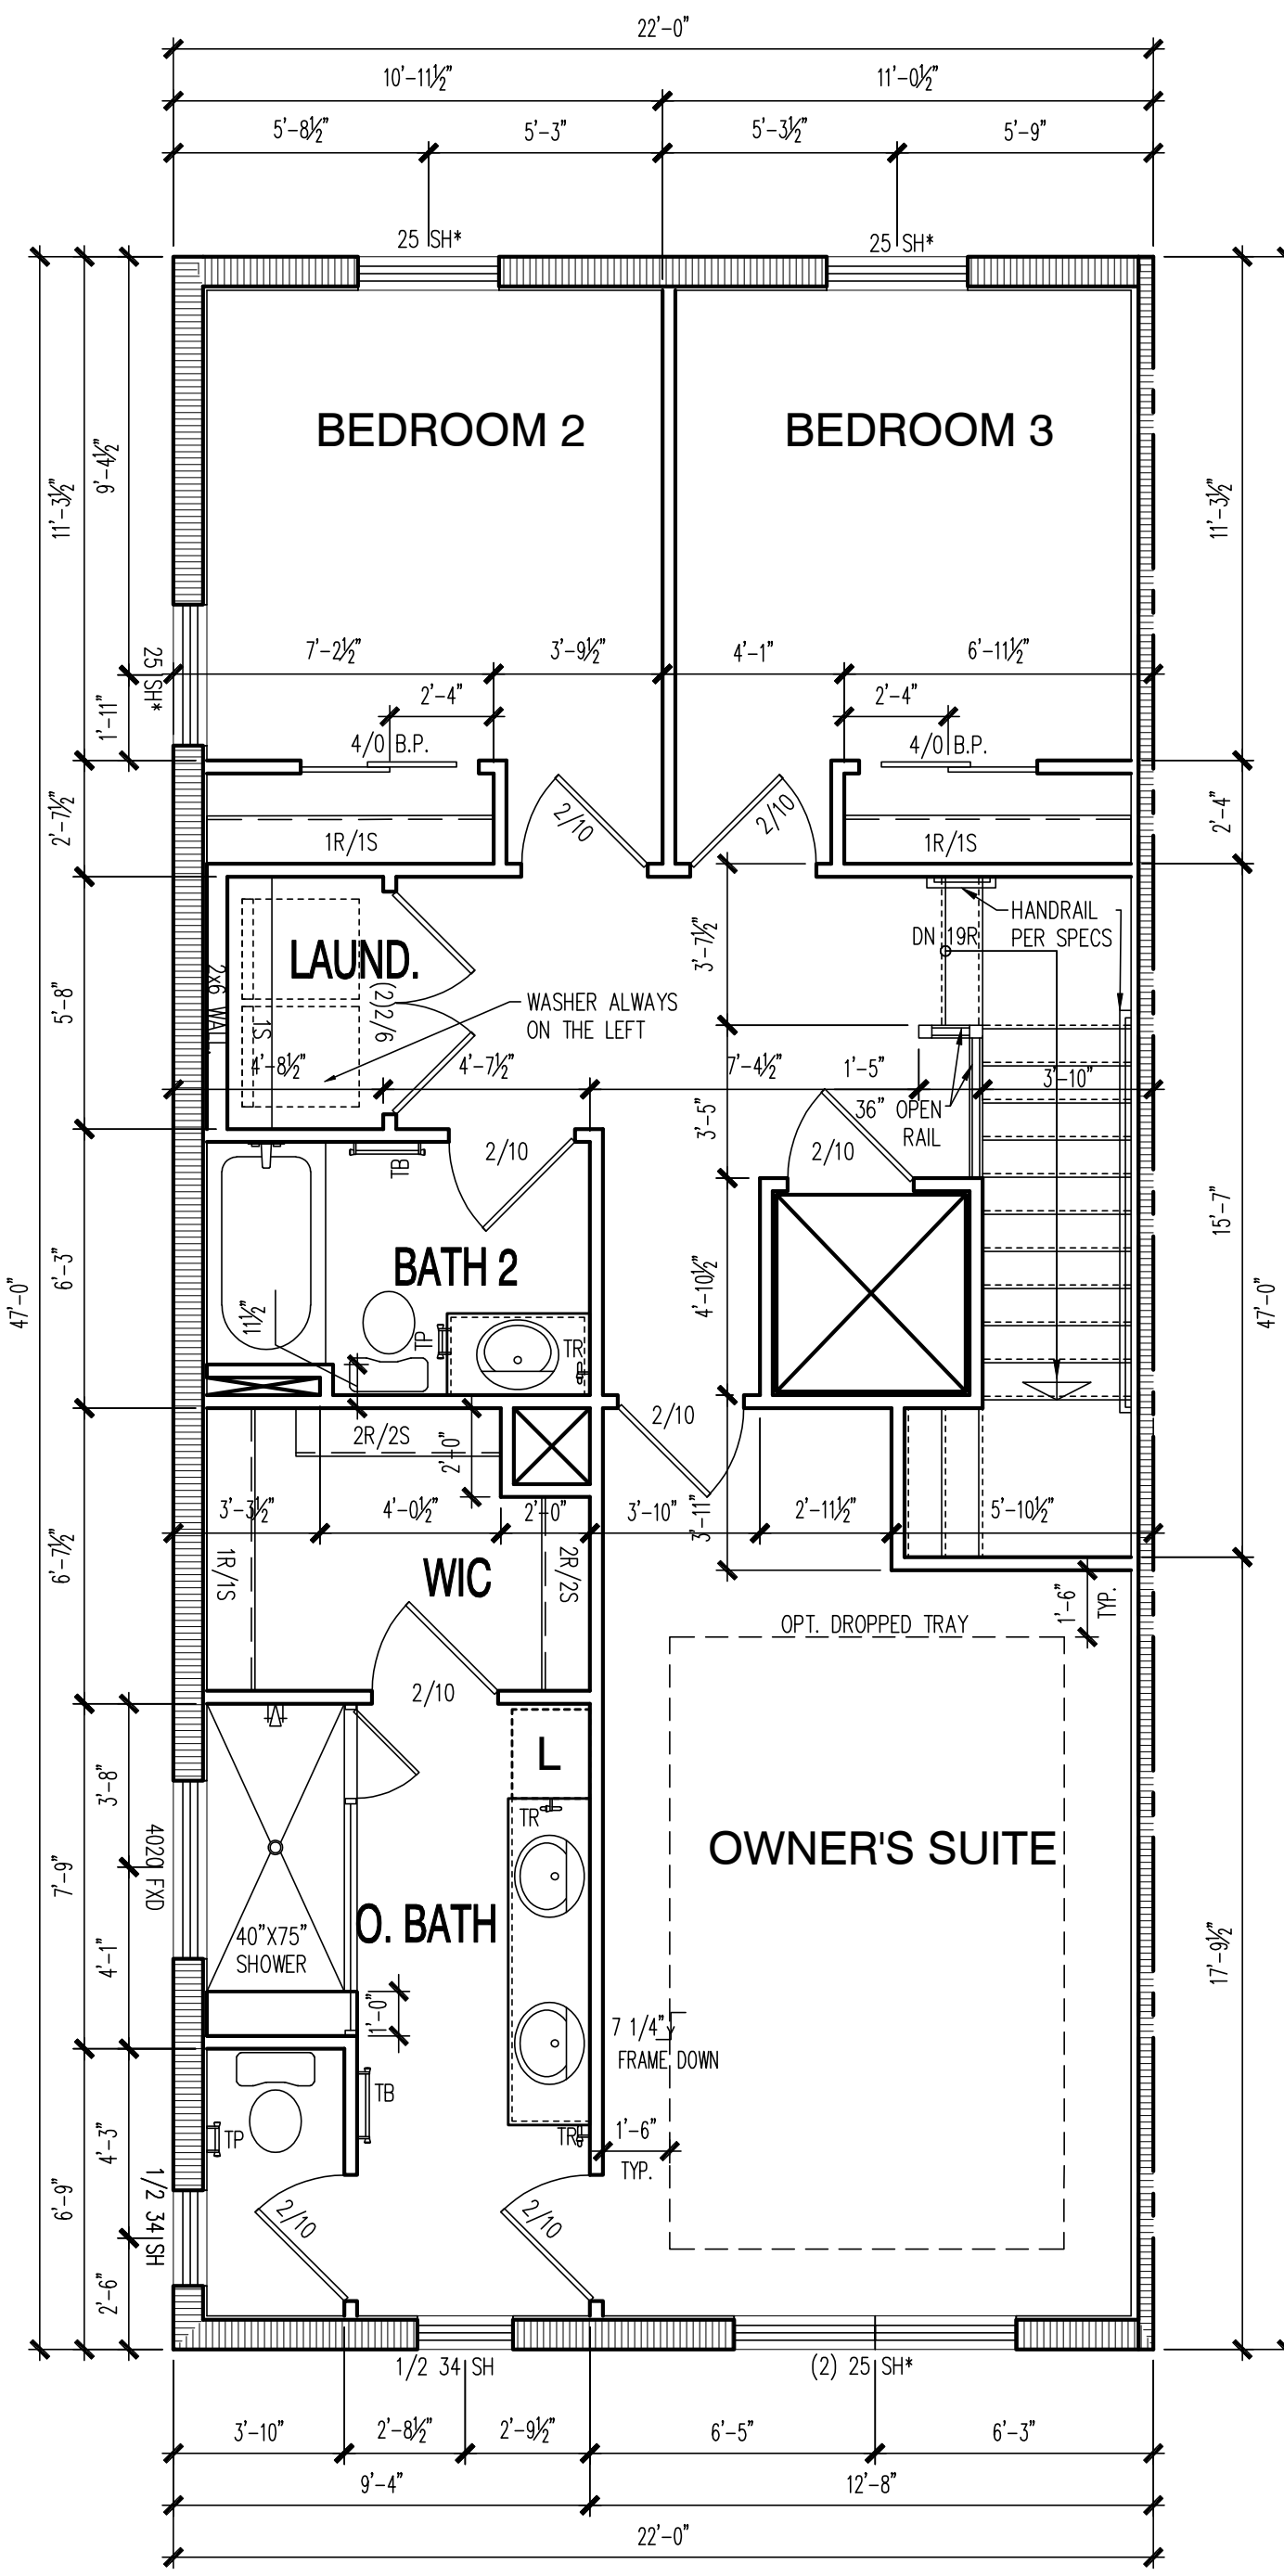 22'-0"
10'-11½"
11'-0½"
5'-8½"
5'-3"
5'-3½"
5'-9"
25 SH*
25 SH*
BEDROOM 2
BEDROOM 3
9'-4½"
11'-3½"
11'-3½"
25 SH*
1'-11"
7'-2½"
3'-9½"
4'-1"
6'-11½"
2'-4"
2'-4"
4/0 B.P.
4/0 B.P.
2'-7½"
2'-4"
2/10
2/10
1R/1S
1R/1S
HANDRAIL
PER SPECS
DN 19R
3'-7½"
LAUND.
2x6 WALL
1S
(2)2/6
WASHER ALWAYS
ON THE LEFT
5'-8"
4'-8½"
4'-7½"
7'-4½"
1'-5"
3'-10"
3'-5"
36" OPEN
RAIL
2/10
2/10
TB
15'-7"
6'-3"
47'-0"
47'-0"
BATH 2
4'-10½"
11½"
TP
TR
2/10
2R/2S
2'-0"
3'-3½"
4'-0½"
2'-0"
3'-10"
3'-11"
2'-11½"
5'-10½"
6'-7½"
1R/1S
WIC
2R/2S
1'-6"
TYP.
OPT. DROPPED TRAY
2/10
L
3'-8"
TR
4020 FXD
OWNER'S SUITE
7'-9"
O. BATH
40"X75"
SHOWER
4'-1"
17'-9½"
1'-0"
7 1/4"
FRAME DOWN
TB
TP
TR
1'-6"
TYP.
4'-3"
6'-9"
1/2 34 SH
2/10
2/10
2'-6"
1/2 34 SH
(2) 25 SH*
3'-10"
2'-8½"
2'-9½"
6'-5"
6'-3"
9'-4"
12'-8"
22'-0"